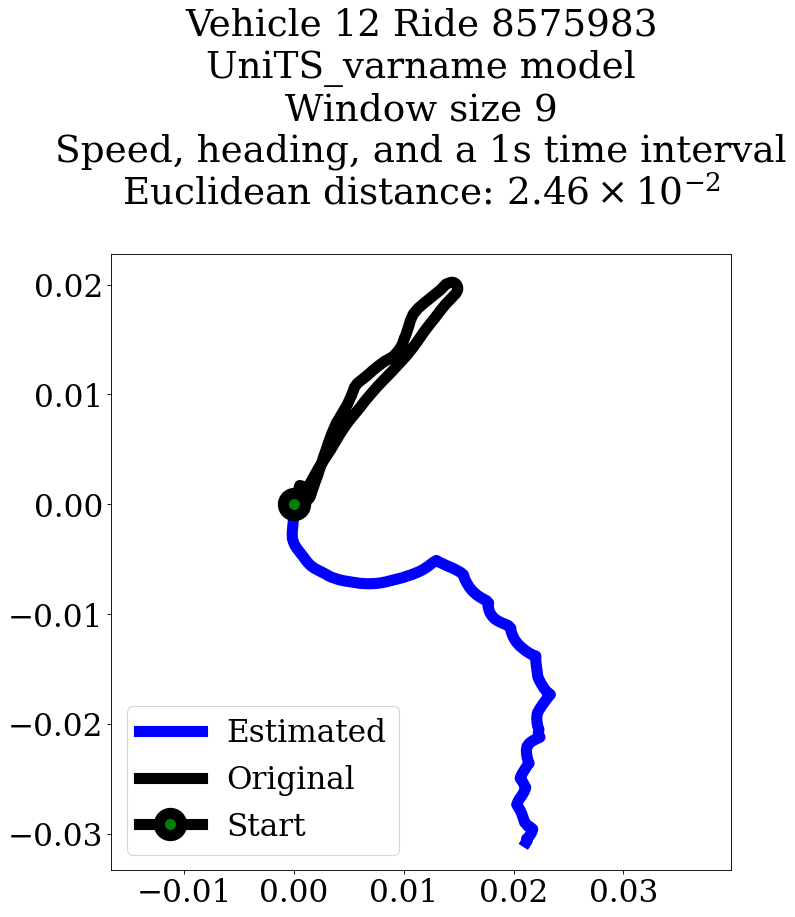 Vehicle 12 Ride 8575983
UniTS_varname model
Window size 9
Speed, heading, and a 1s time interval
Euclidean distance: 2.46 × 10⁻²
0.02
0.01
0.00
−0.01
−0.02
−0.03
Estimated
Original
Start
−0.01 0.00 0.01 0.02 0.03